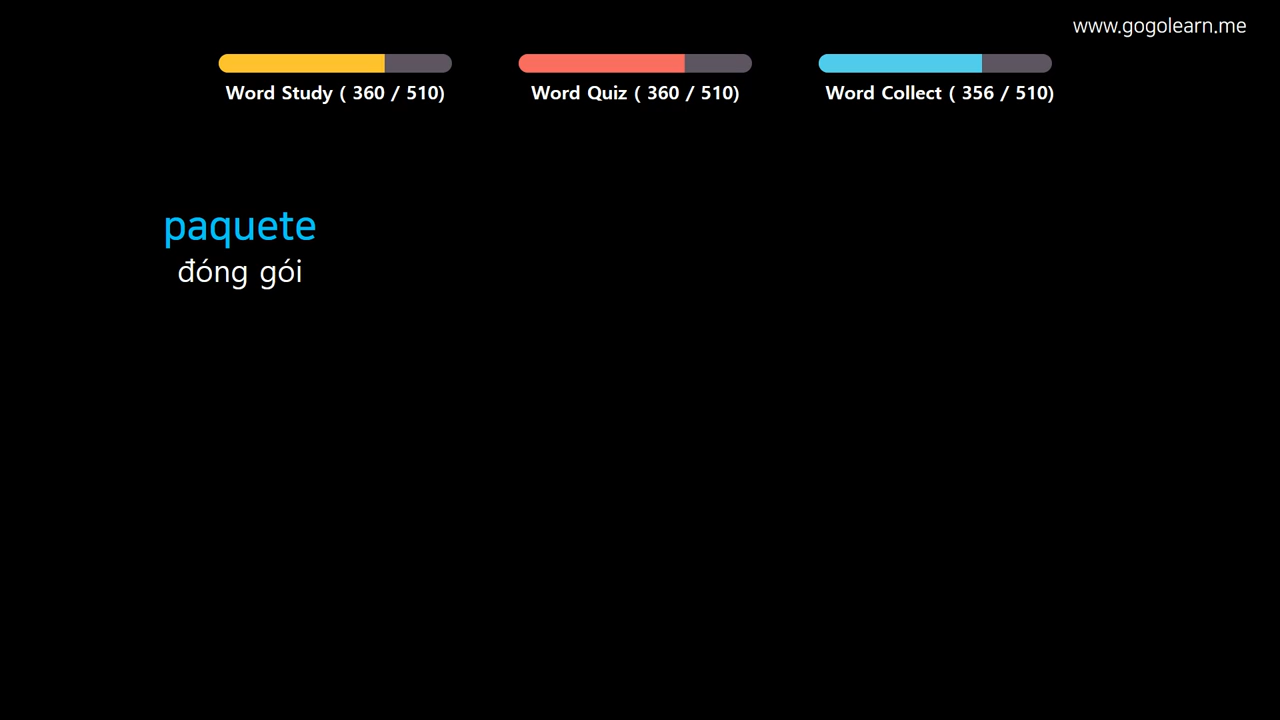 www.gogolearn.me
Word Study ( 360 / 510)
Word Quiz ( 360 / 510)
Word Collect ( 356 / 510)
paquete
đóng gói